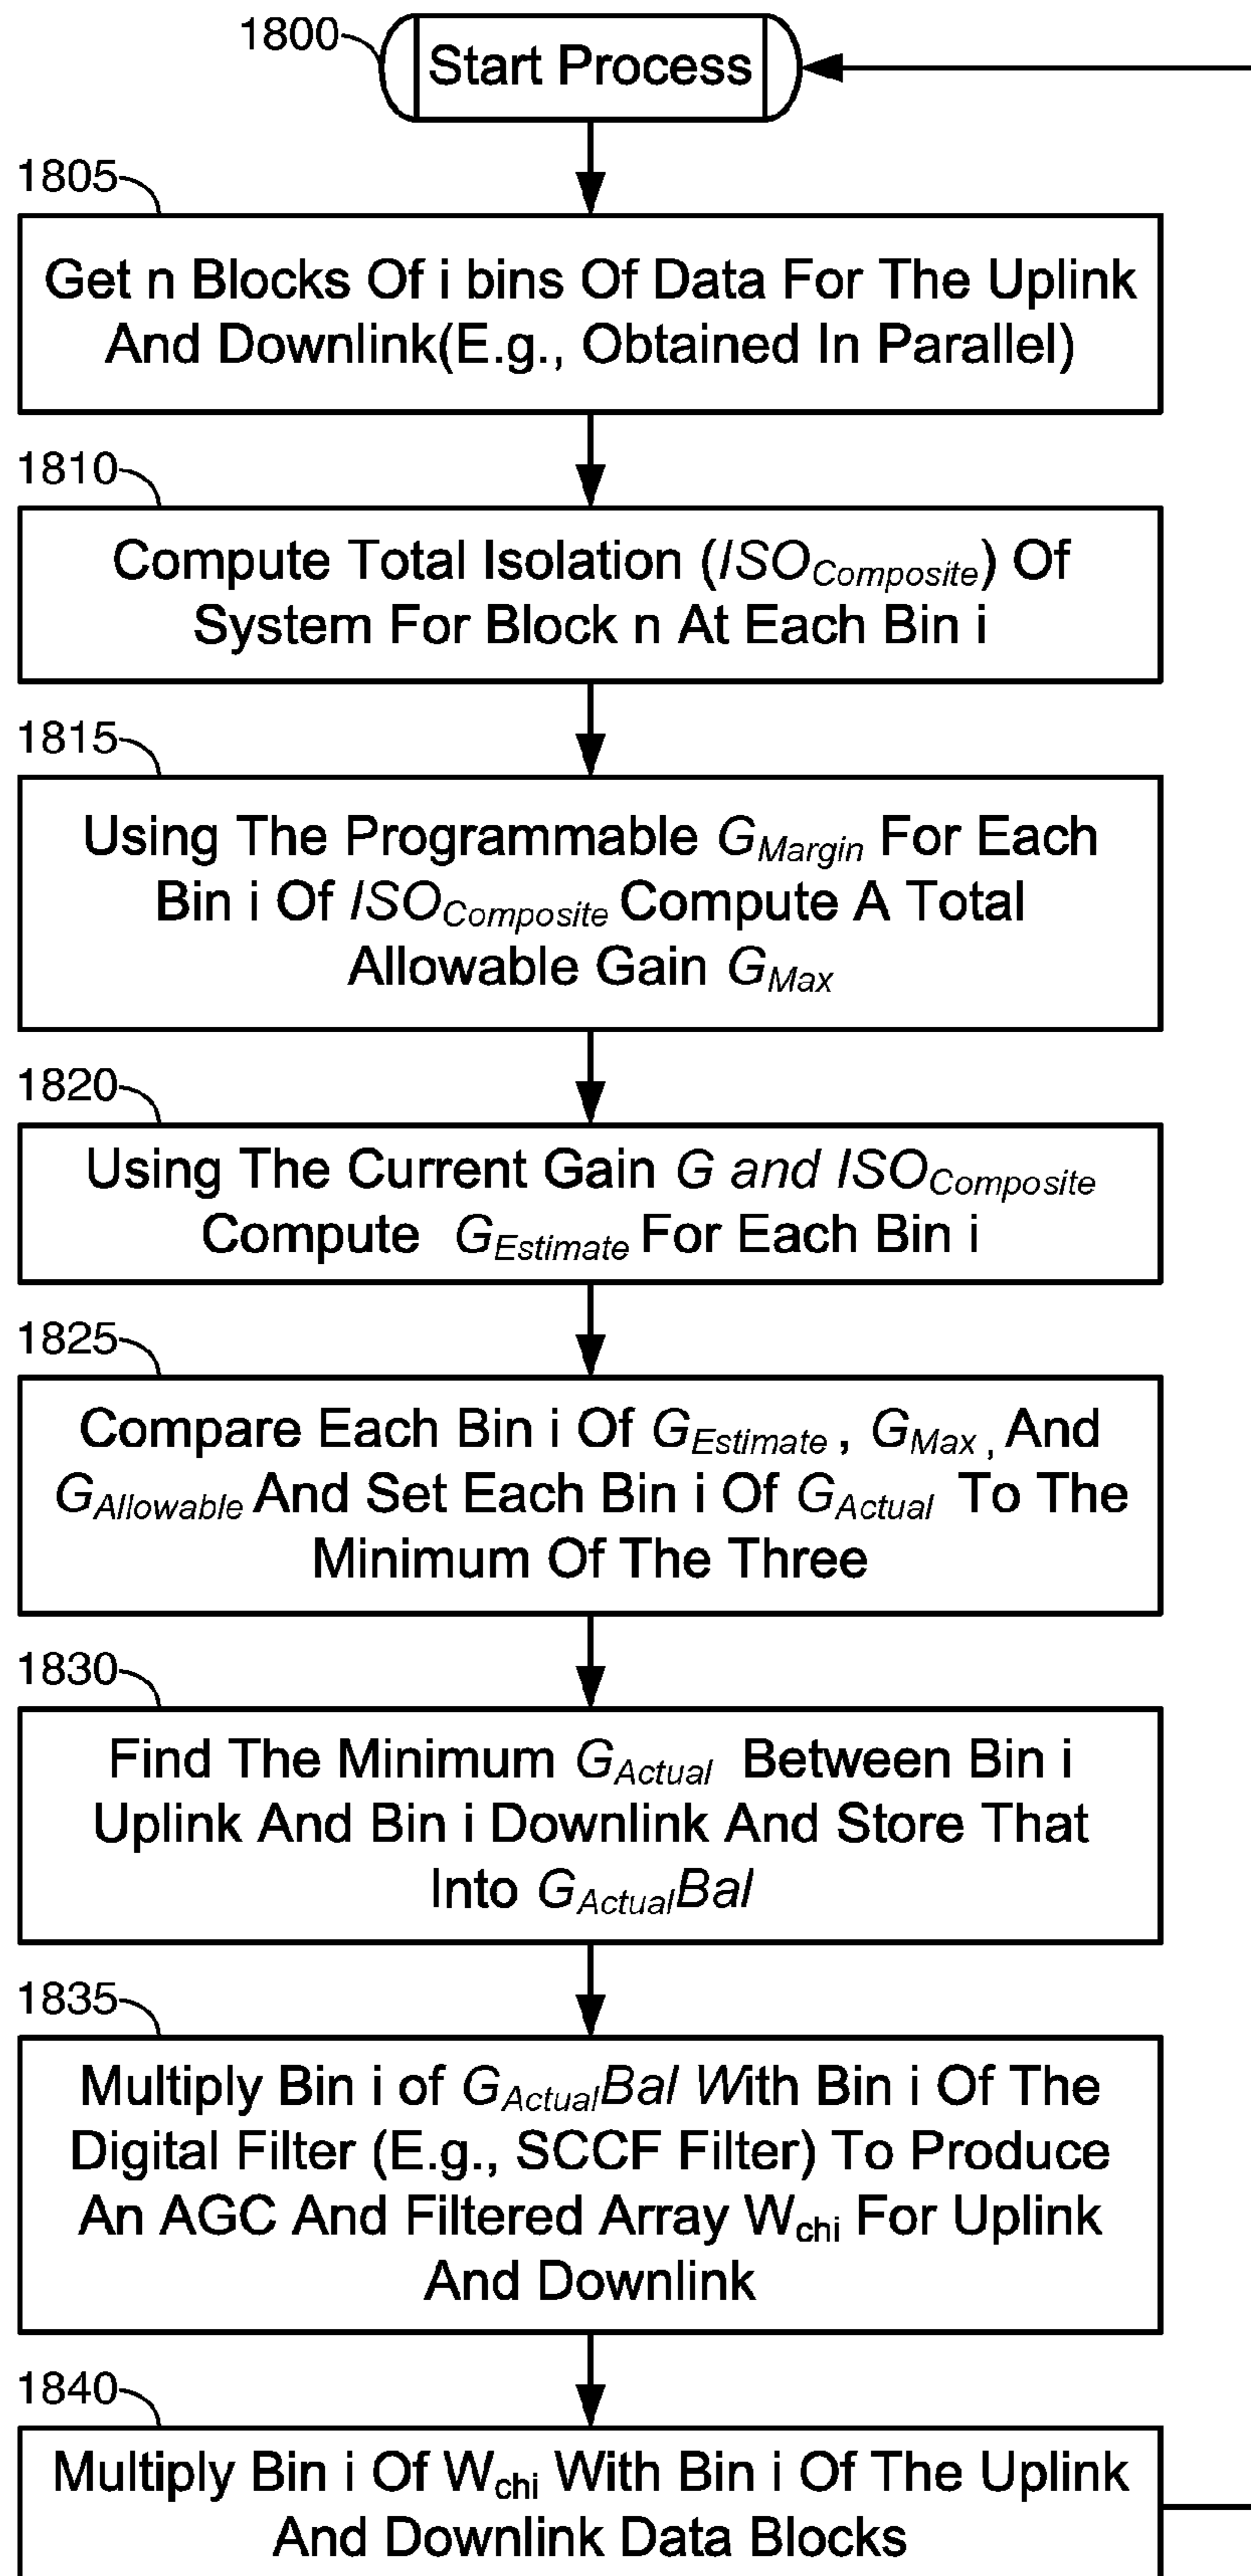 1800
Start Process
1805
Get n Blocks Of i bins Of Data For The Uplink
And Downlink(E.g., Obtained In Parallel)
1810
Compute Total Isolation (ISOComposite) Of
System For Block n At Each Bin i
1815
Using The Programmable GMargin For Each
Bin i Of ISOComposite Compute A Total
Allowable Gain GMax
1820
Using The Current Gain G and ISOComposite
Compute GEstimate For Each Bin i
1825
Compare Each Bin i Of GEstimate , GMax , And
GAllowable And Set Each Bin i Of GActual To The
Minimum Of The Three
1830
Find The Minimum GActual Between Bin i
Uplink And Bin i Downlink And Store That
Into GActualBal
1835
Multiply Bin i of GActualBal With Bin i Of The
Digital Filter (E.g., SCCF Filter) To Produce
An AGC And Filtered Array Wchi For Uplink
And Downlink
1840
Multiply Bin i Of Wchi With Bin i Of The Uplink
And Downlink Data Blocks